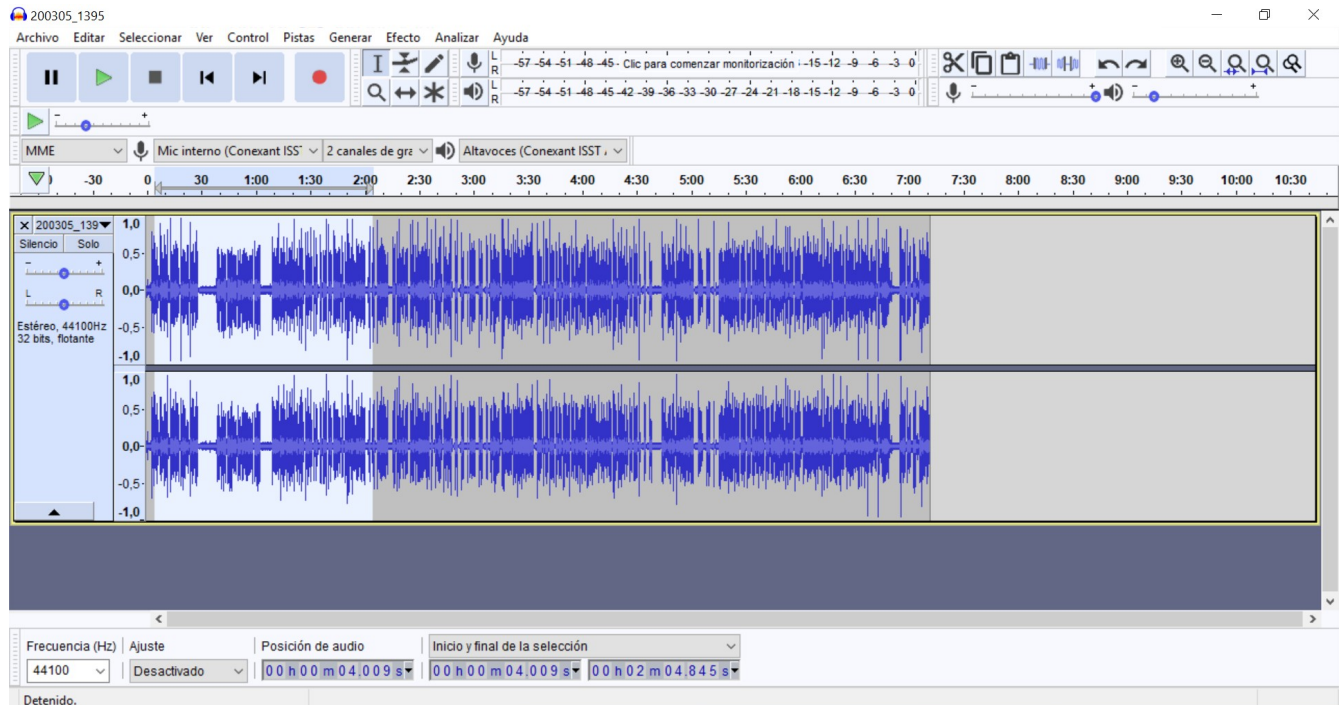 200305_1395
Archivo Editar Seleccionar Ver Control Pistas Generar Efecto Analizar Ayuda
L
R
-57 -54 -51 -48 -45 - Clic para comenzar monitorización -15 -12 -9 -6 -3 0
L
R
-57 -54 -51 -48 -45 -42 -39 -36 -33 -30 -27 -24 -21 -18 -15 -12 -9 -6 -3 0
MME Mic interno (Conexant ISS 2 canales de gra Altavoces (Conexant ISST
-30 0 30 1:00 1:30 2:00 2:30 3:00 3:30 4:00 4:30 5:00 5:30 6:00 6:30 7:00 7:30 8:00 8:30 9:00 9:30 10:00 10:30
200305_139
Silencio Solo
L R
Estéreo, 44100Hz
32 bits, flotante
1,0
0,5
0,0
-0,5
-1,0
1,0
0,5
0,0
-0,5
-1,0
Frecuencia (Hz) Ajuste Posición de audio Inicio y final de la selección
44100 Desactivado 00 h 00 m 04.009 s 00 h 00 m 04.009 s 00 h 02 m 04.845 s
Detenido.